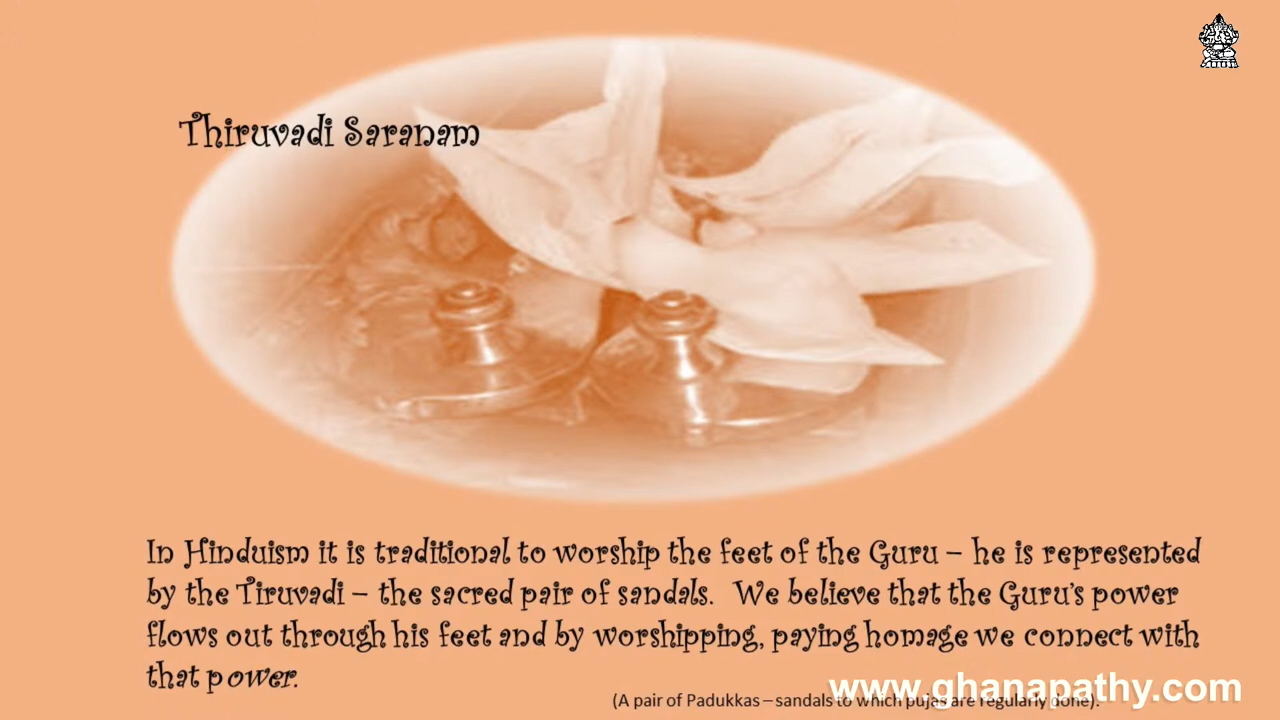 Thiruvadi Saranam
In Hinduism it is traditional to worship the feet of the Guru – he is represented
by the Tiruvadi – the sacred pair of sandals. We believe that the Guru's power
flows out through his feet and by worshipping, paying homage we connect with
that power.
www.ghanapathy.com
(A pair of Padukkas – sandals to which pujas are regularly done).